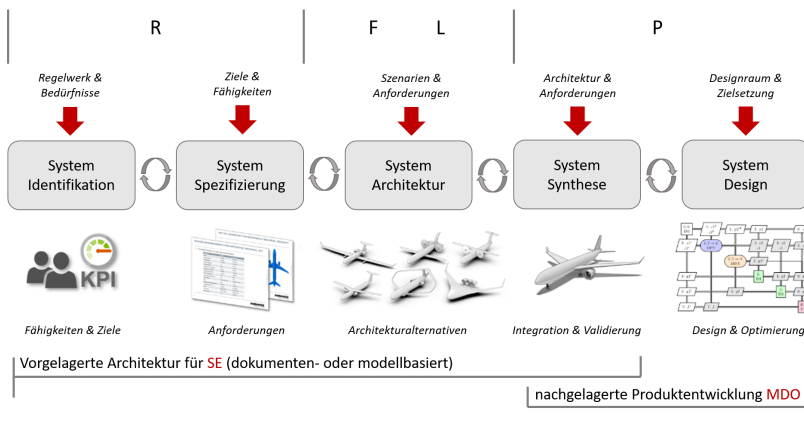 R
F
L
P
Regelwerk &
Bedürfnisse
Ziele &
Fähigkeiten
Szenarien &
Anforderungen
Architektur &
Anforderungen
Designraum &
Zielsetzung
System
Identifikation
System
Spezifizierung
System
Architektur
System
Synthese
System
Design
KPI
Fähigkeiten & Ziele
Anforderungen
Architekturalternativen
Integration & Validierung
Design & Optimierung
Vorgelagerte Architektur für SE (dokumenten- oder modellbasiert)
nachgelagerte Produktentwicklung MDO